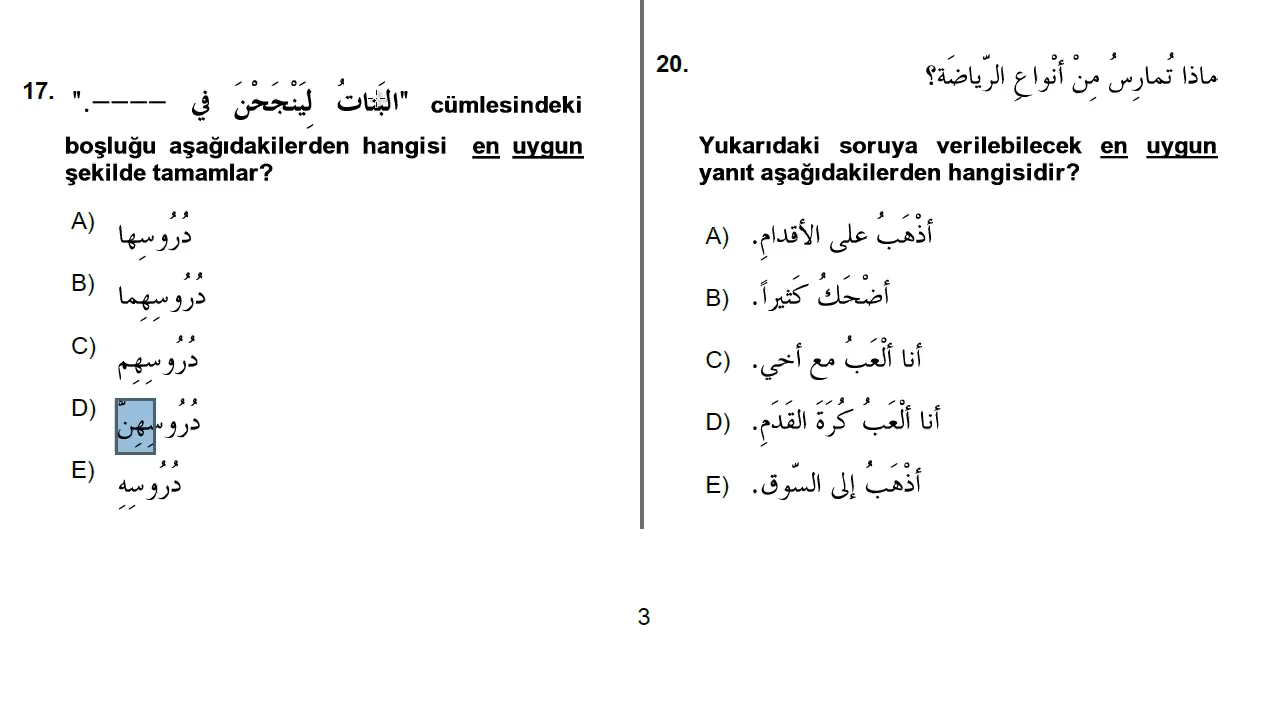 17. "البَناتُ لِيَنْجَحْنَ في ————." cümlesindeki
boşluğu aşağıdakilerden hangisi en uygun
şekilde tamamlar?
A) دُرُوسِها
B) دُرُوسِهِما
C) دُرُوسِهِم
D) دُرُوسِهِنَّ
E) دُرُوسِهِ
20. ماذا تُمارِسُ مِنْ أنْواعِ الرّياضَة؟
Yukarıdaki soruya verilebilecek en uygun
yanıt aşağıdakilerden hangisidir?
A) أذْهَبُ على الأقدامِ.
B) أضْحَكُ كَثيراً.
C) أنا ألْعَبُ مع أخي.
D) أنا ألْعَبُ كُرَةَ القَدَمِ.
E) أذْهَبُ إلى السّوق.
3